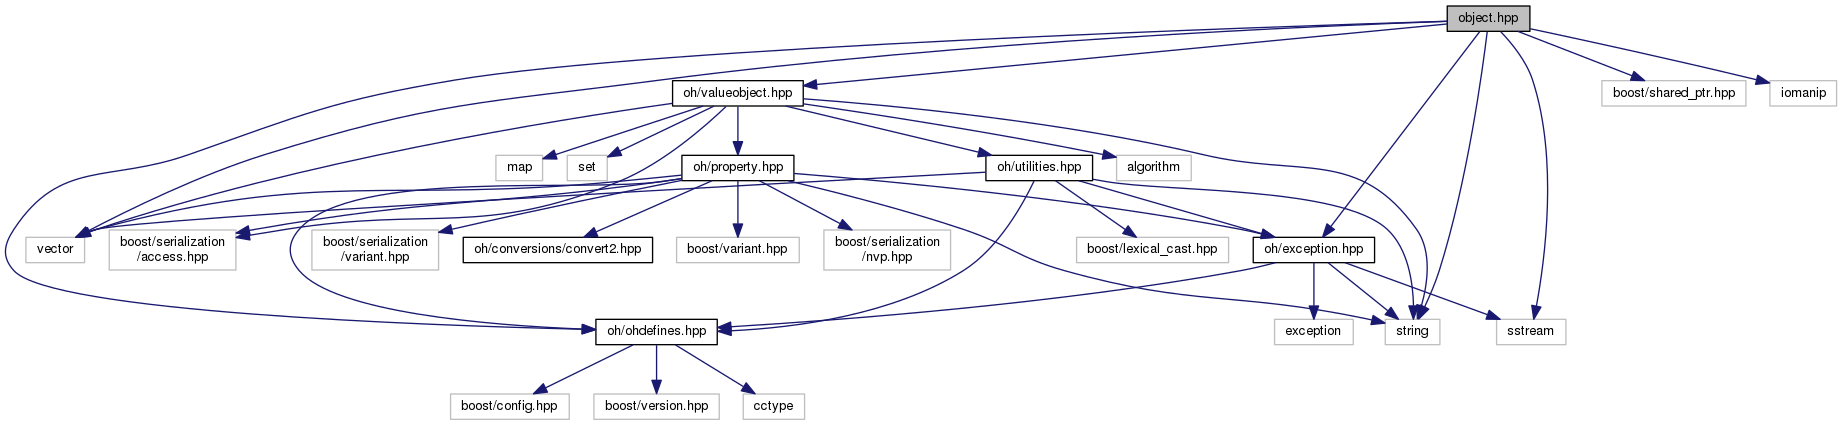 object.hpp
oh/valueobject.hpp
boost/shared_ptr.hpp
iomanip
map
set
oh/property.hpp
oh/utilities.hpp
algorithm
vector
boost/serialization
/access.hpp
boost/serialization
/variant.hpp
oh/conversions/convert2.hpp
boost/variant.hpp
boost/serialization
/nvp.hpp
boost/lexical_cast.hpp
oh/exception.hpp
oh/ohdefines.hpp
exception
string
sstream
boost/config.hpp
boost/version.hpp
cctype